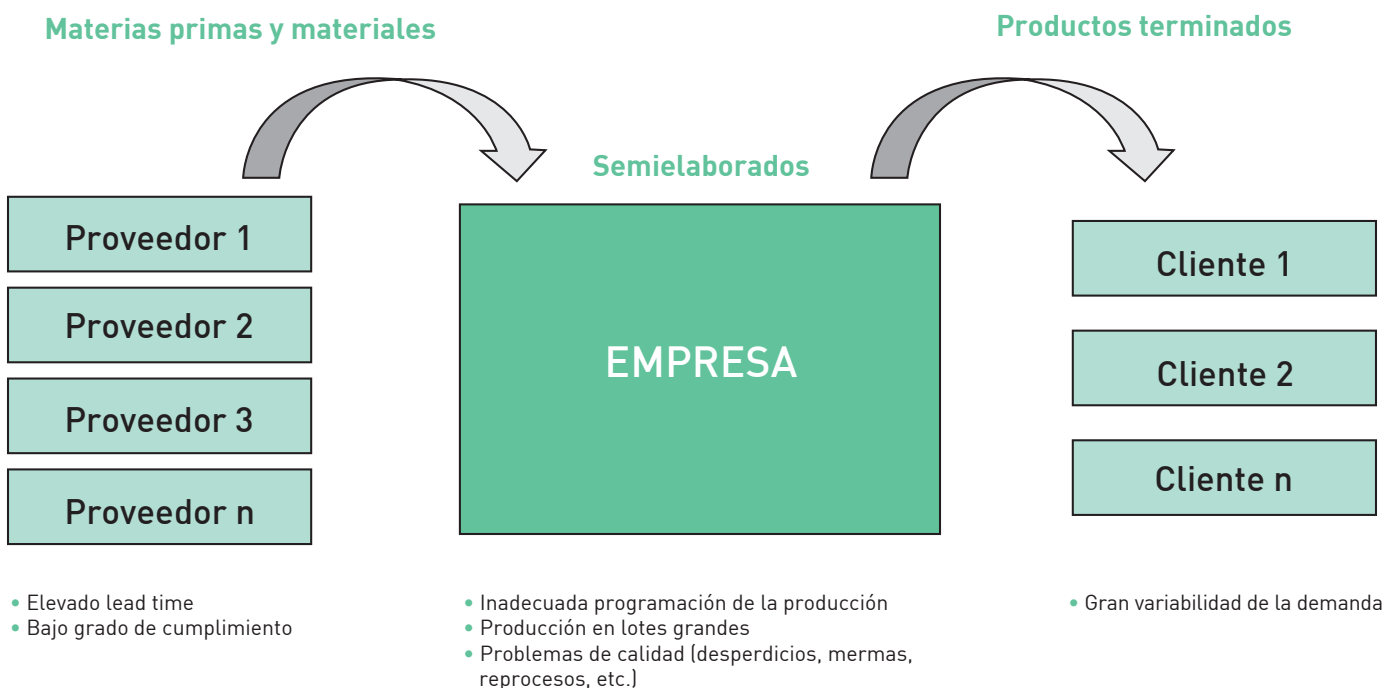 Materias primas y materiales
Productos terminados
Semielaborados
Proveedor 1
Proveedor 2
Proveedor 3
Proveedor n
EMPRESA
Cliente 1
Cliente 2
Cliente n
• Elevado lead time
• Bajo grado de cumplimiento
• Inadecuada programación de la producción
• Producción en lotes grandes
• Problemas de calidad (desperdicios, mermas,
reprocesos, etc.)
• Gran variabilidad de la demanda